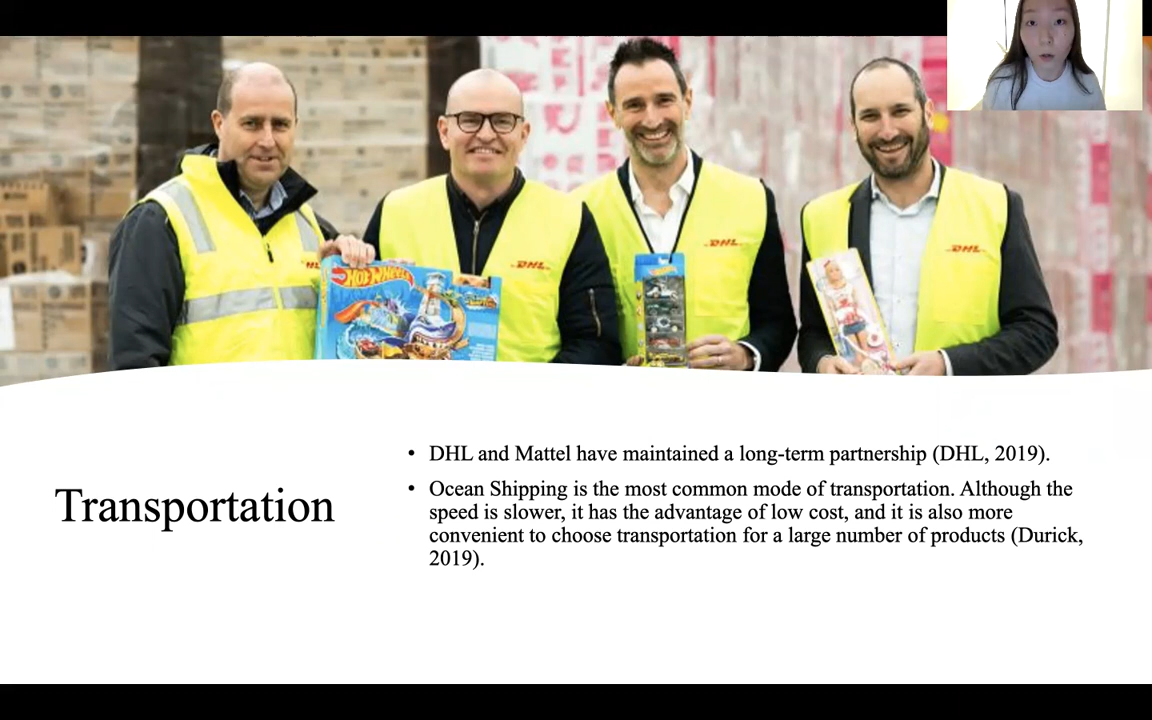 HOT WHEELS
DHL
DHL
DHL
Transportation
• DHL and Mattel have maintained a long-term partnership (DHL, 2019).
• Ocean Shipping is the most common mode of transportation. Although the
speed is slower, it has the advantage of low cost, and it is also more
convenient to choose transportation for a large number of products (Durick,
2019).